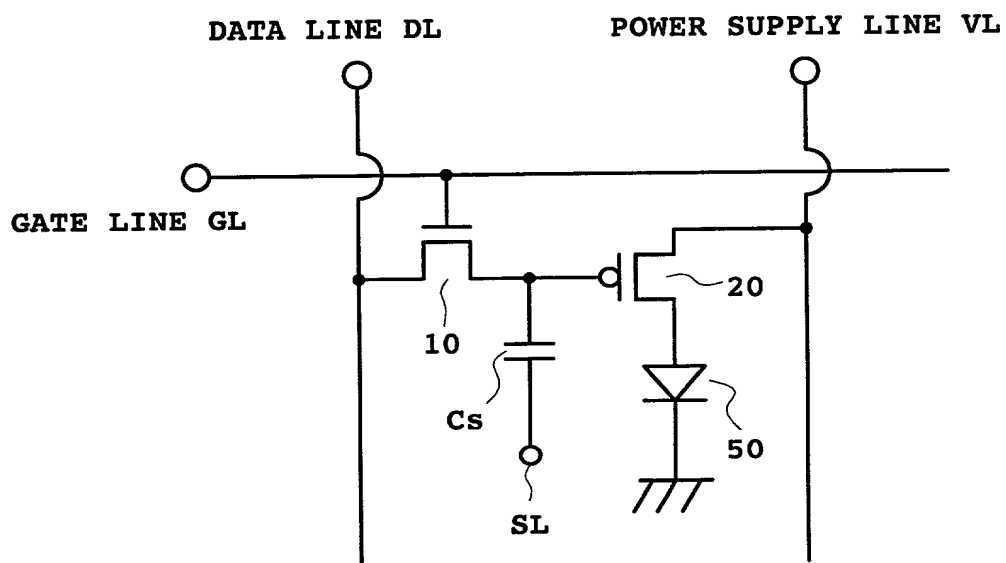 DATA LINE DL
POWER SUPPLY LINE VL
GATE LINE GL
20
10
Cs
50
SL